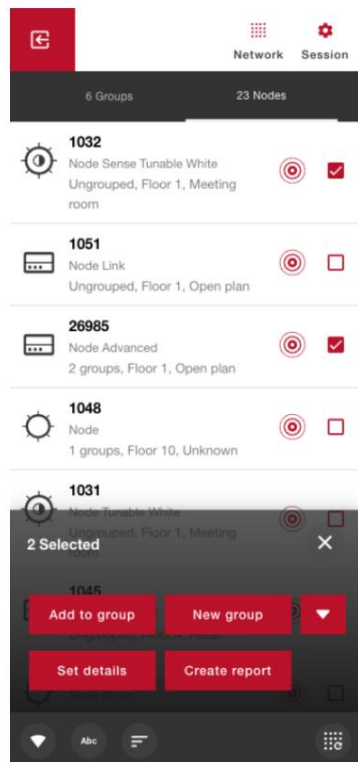 Network Session
6 Groups 23 Nodes
1032
Node Sense Tunable White
Ungrouped, Floor 1, Meeting
room
1051
Node Link
Ungrouped, Floor 1, Open plan
26985
Node Advanced
2 groups, Floor 1, Open plan
1048
Node
1 groups, Floor 10, Unknown
1031
Node Tunable White
Ungrouped, Floor 1, Meeting
room
2 Selected
1045
Add to group New group
Set details Create report
Abc